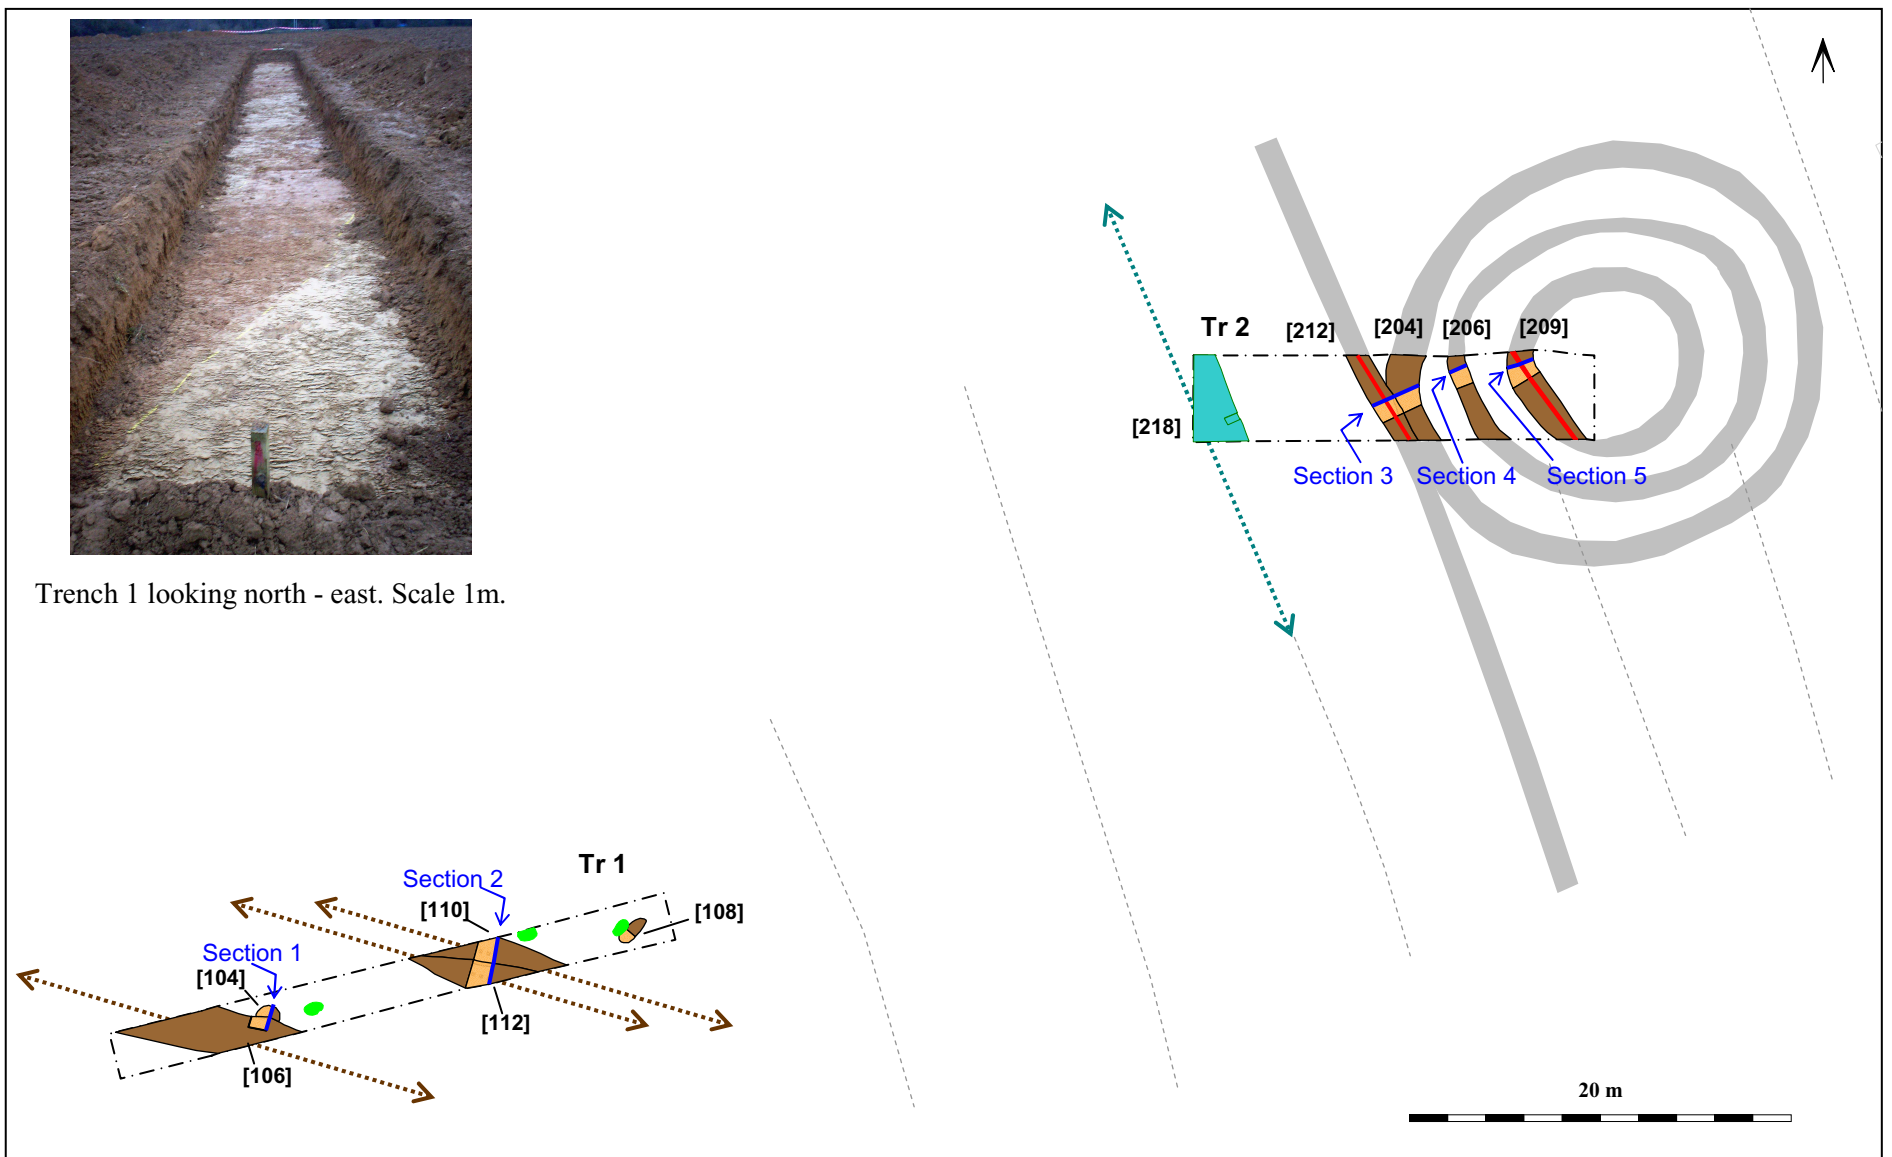 Trench 1 looking north - east. Scale 1m.
Tr 2
[212]
[204]
[206]
[209]
[218]
Section 3
Section 4
Section 5
Tr 1
Section 2
[110]
[108]
Section 1
[104]
[112]
[106]
20 m